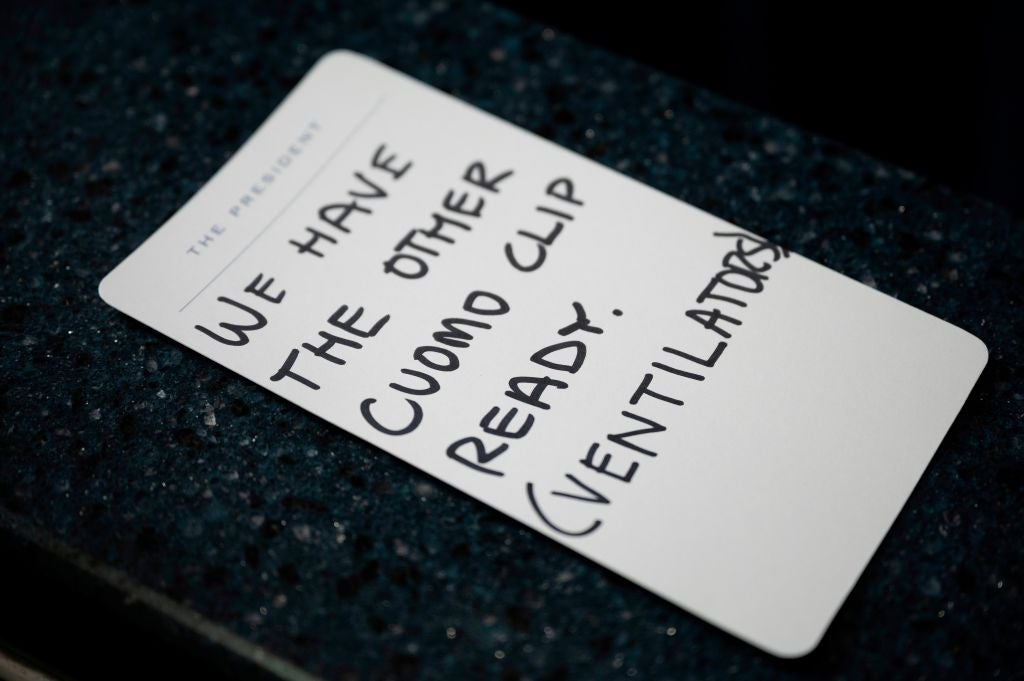 THE PRESIDENT
WE HAVE
THE OTHER
CUOMO CLIP
READY.
(VENTILATORS)